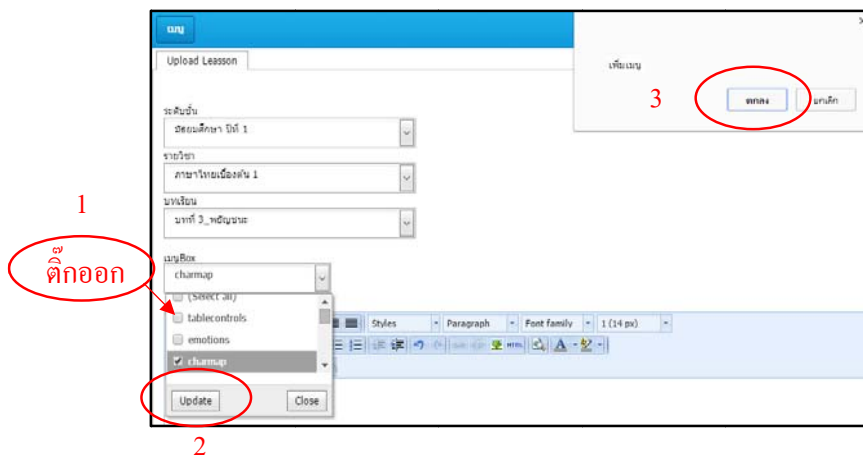 เมนู
Upload Leasson
เพิ่มเมนู
3
ตกลง
ยกเลิก
ระดับชั้น
มัธยมศึกษา ปีที่ 1
รายวิชา
ภาษาไทยเบื้องต้น 1
บทเรียน
บทที่ 3_พยัญชนะ
1
ติ๊กออก
เมนูBox
charmap
(Select all)
tablecontrols
Styles
Paragraph
Font family
1 (14 px)
emotions
HTML
charmap
Update
Close
2